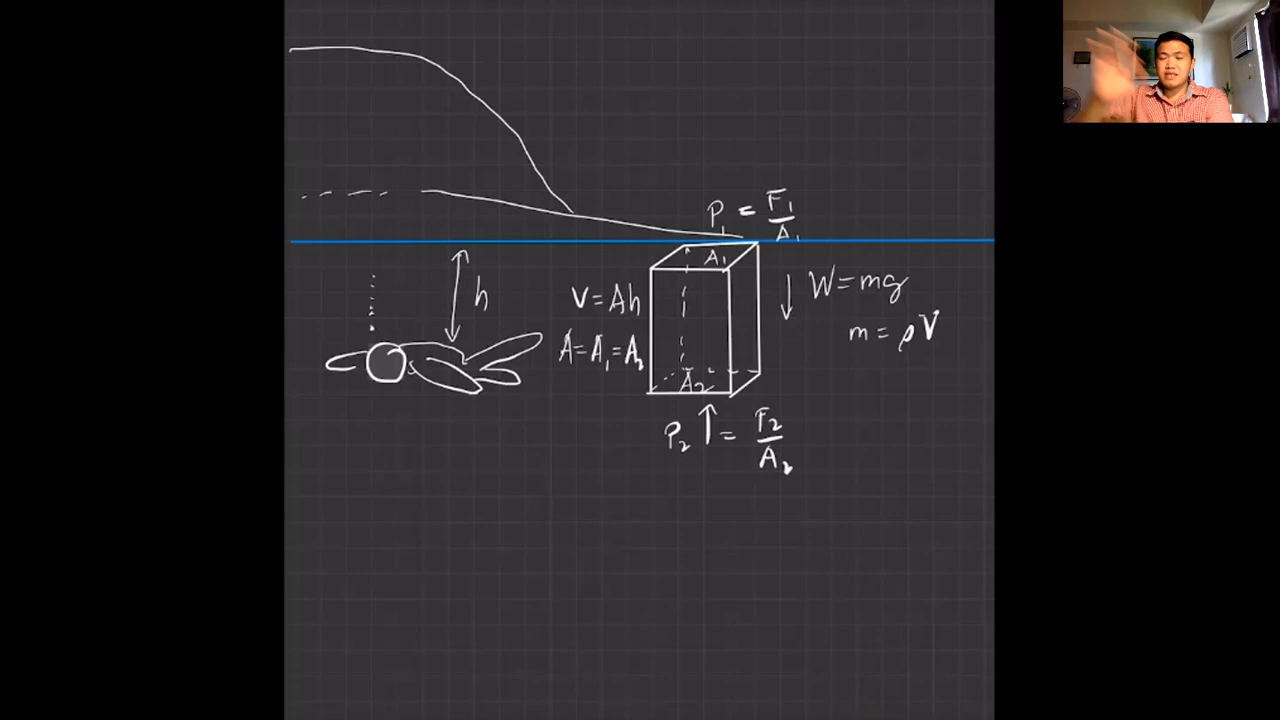 P₁ = F₁/A₁
A₁
h
V = Ah
A = A₁ = A₂
W = mg
m = ρV
A₂
P₂ = F₂/A₂